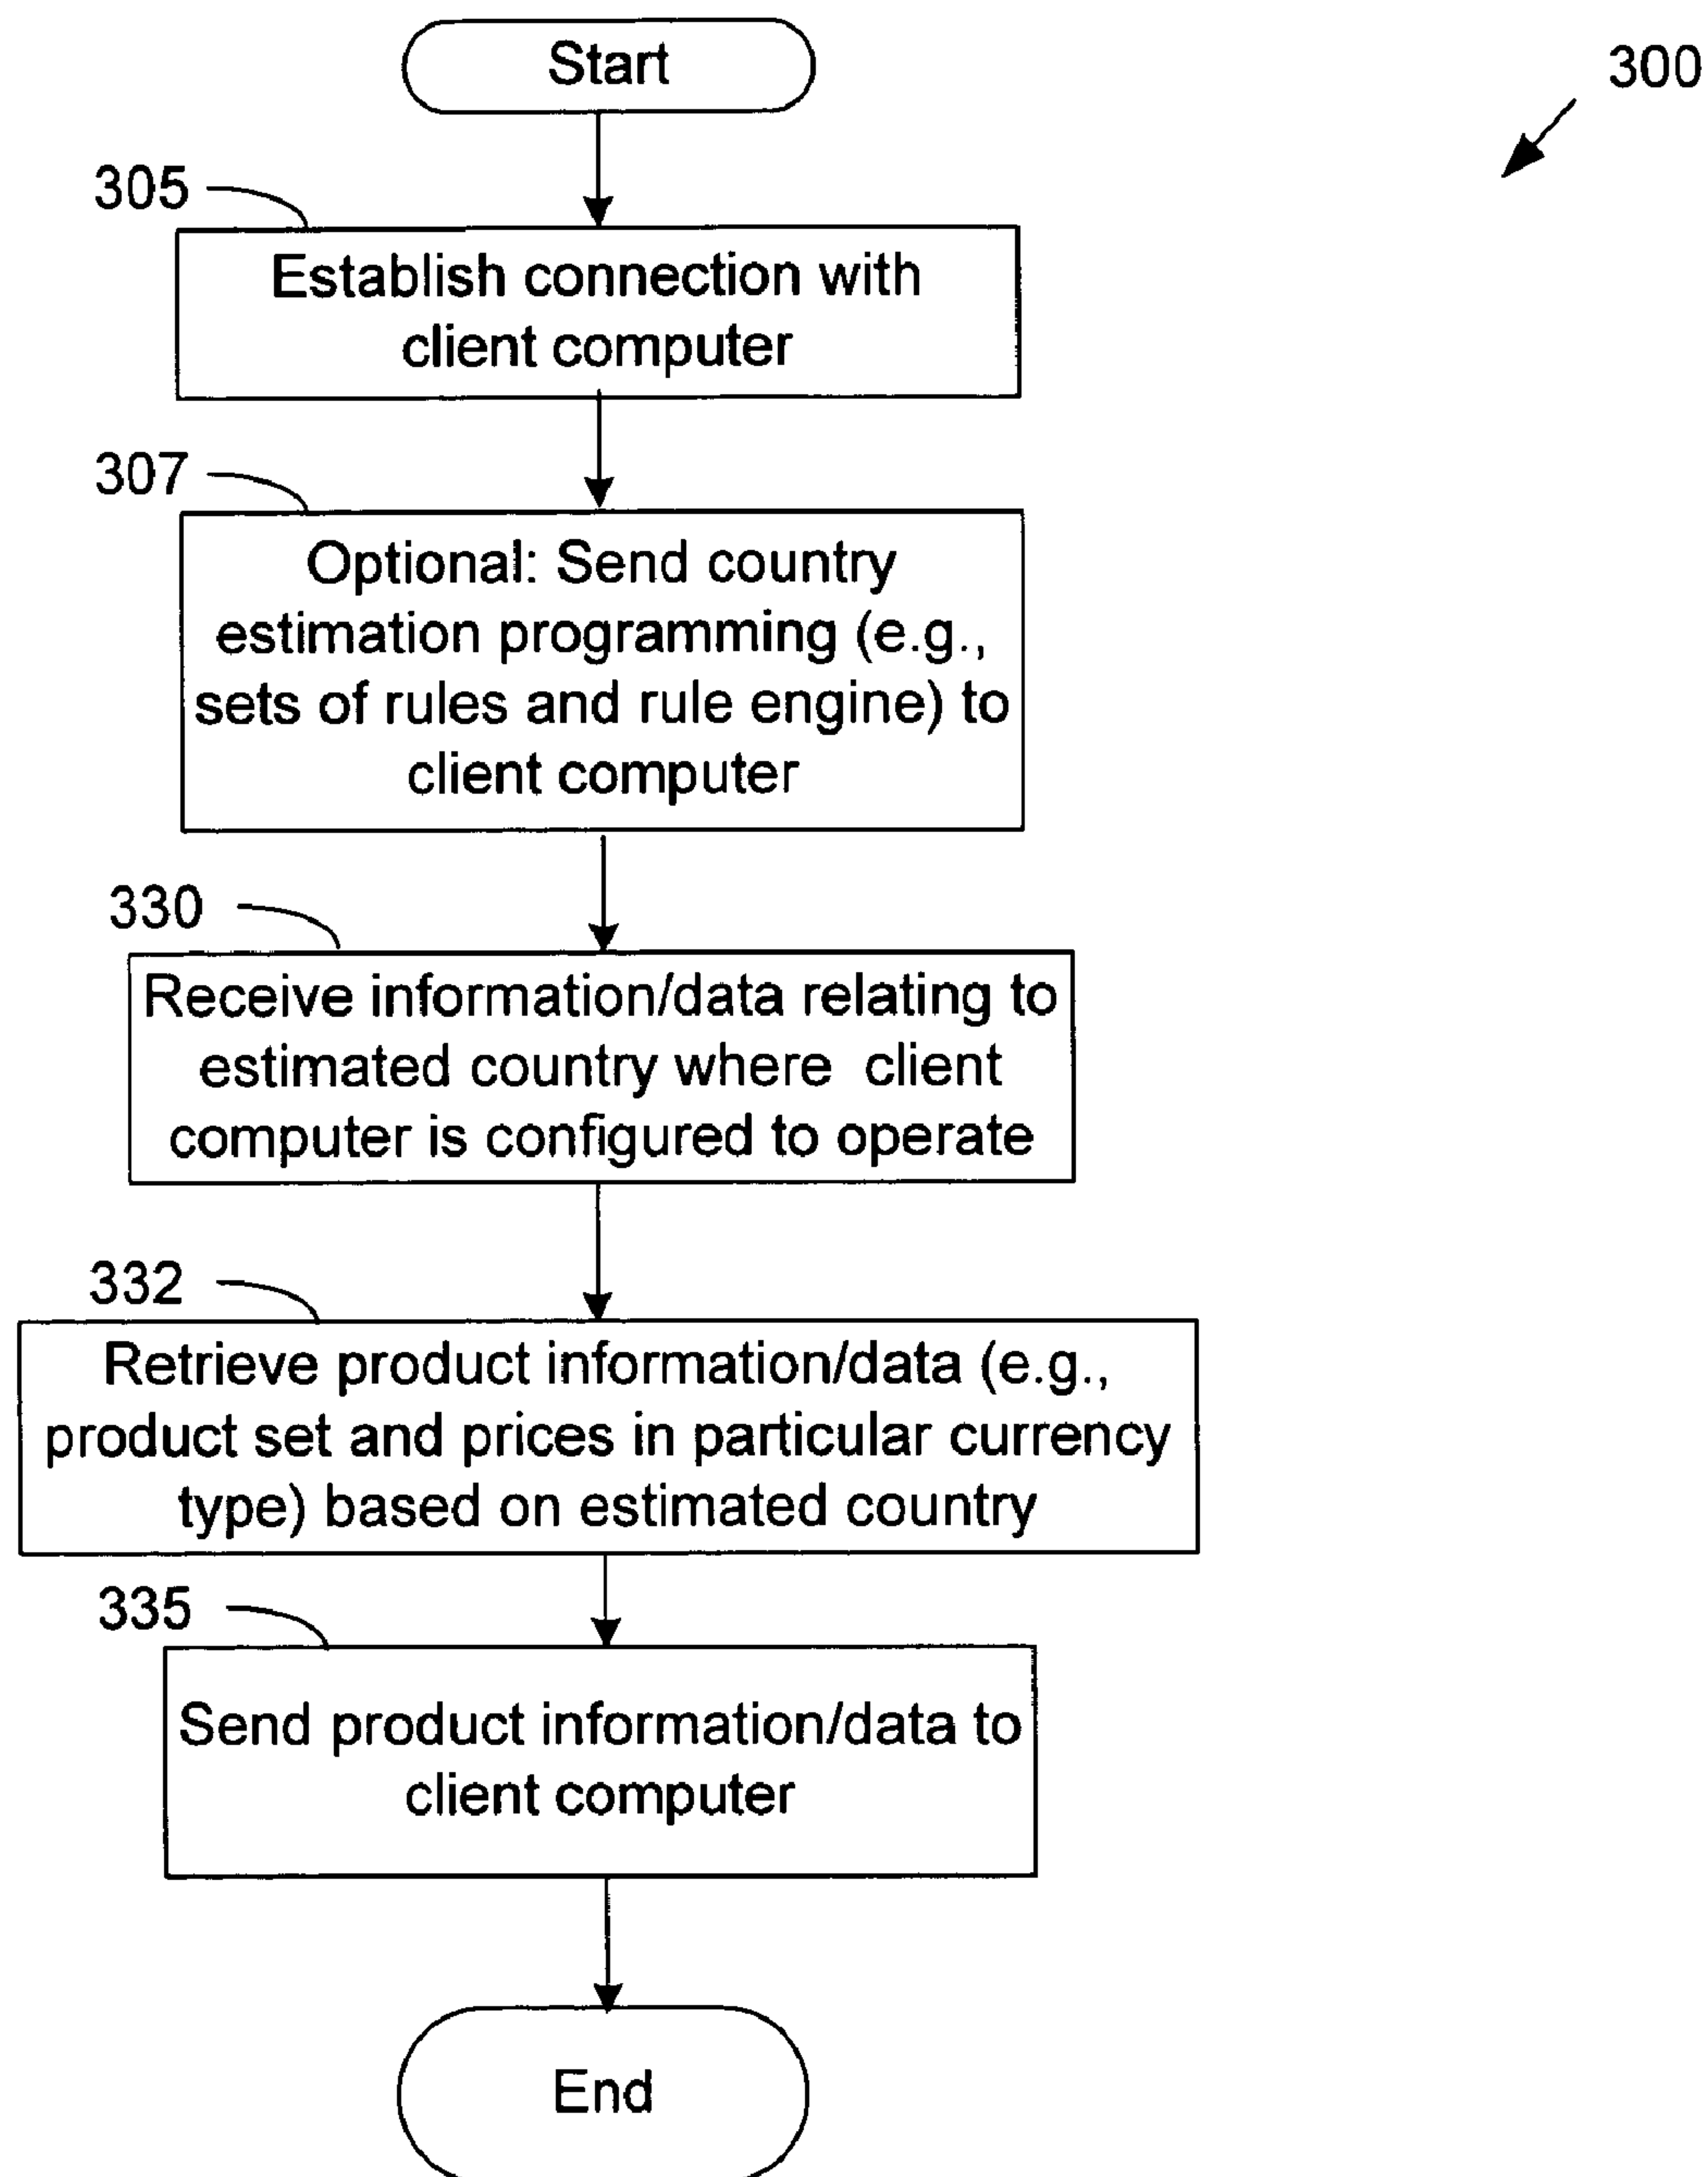 Start
300
305
Establish connection with
client computer
307
Optional: Send country
estimation programming (e.g.,
sets of rules and rule engine) to
client computer
330
Receive information/data relating to
estimated country where client
computer is configured to operate
332
Retrieve product information/data (e.g.,
product set and prices in particular currency
type) based on estimated country
335
Send product information/data to
client computer
End